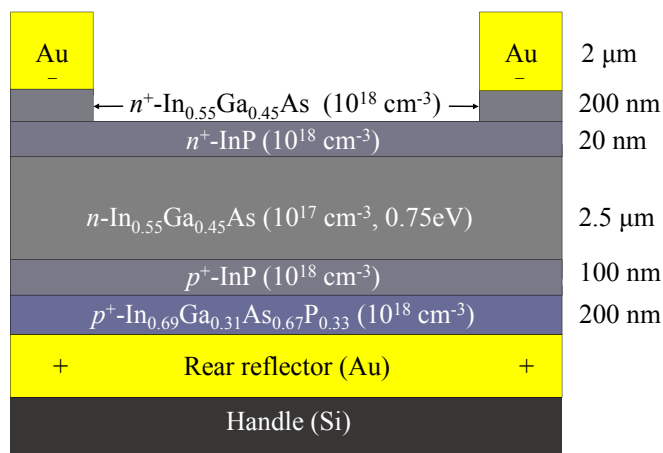 Au Au 2 μm
– –
n⁺-In₀.₅₅Ga₀.₄₅As (10¹⁸ cm⁻³) 200 nm
n⁺-InP (10¹⁸ cm⁻³) 20 nm
n-In₀.₅₅Ga₀.₄₅As (10¹⁷ cm⁻³, 0.75eV) 2.5 μm
p⁺-InP (10¹⁸ cm⁻³) 100 nm
p⁺-In₀.₆₉Ga₀.₃₁As₀.₆₇P₀.₃₃ (10¹⁸ cm⁻³) 200 nm
+ Rear reflector (Au) +
Handle (Si)